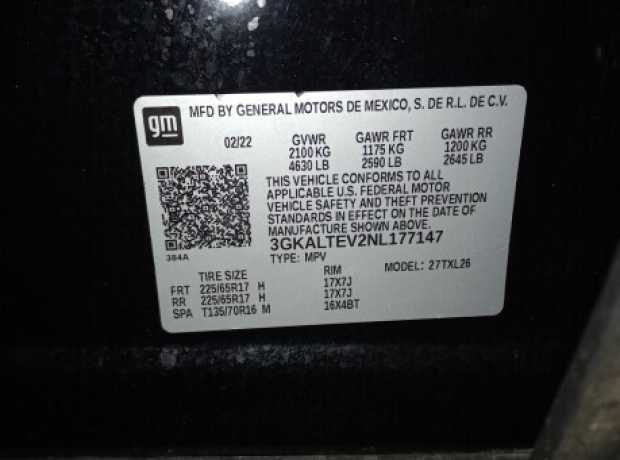 gm
MFD BY GENERAL MOTORS DE MEXICO, S. DE R.L. DE C.V.
02/22 GVWR GAWR FRT GAWR RR
2100 KG 1175 KG 1200 KG
4630 LB 2590 LB 2645 LB
THIS VEHICLE CONFORMS TO ALL
APPLICABLE U.S. FEDERAL MOTOR
VEHICLE SAFETY AND THEFT PREVENTION
STANDARDS IN EFFECT ON THE DATE OF
MANUFACTURE SHOWN ABOVE.
384A
3GKALTEV2NL177147
TYPE: MPV MODEL: 27TXL26
TIRE SIZE RIM
FRT 225/65R17 H 17X7J
RR 225/65R17 H 17X7J
SPA T135/70R16 M 16X4BT